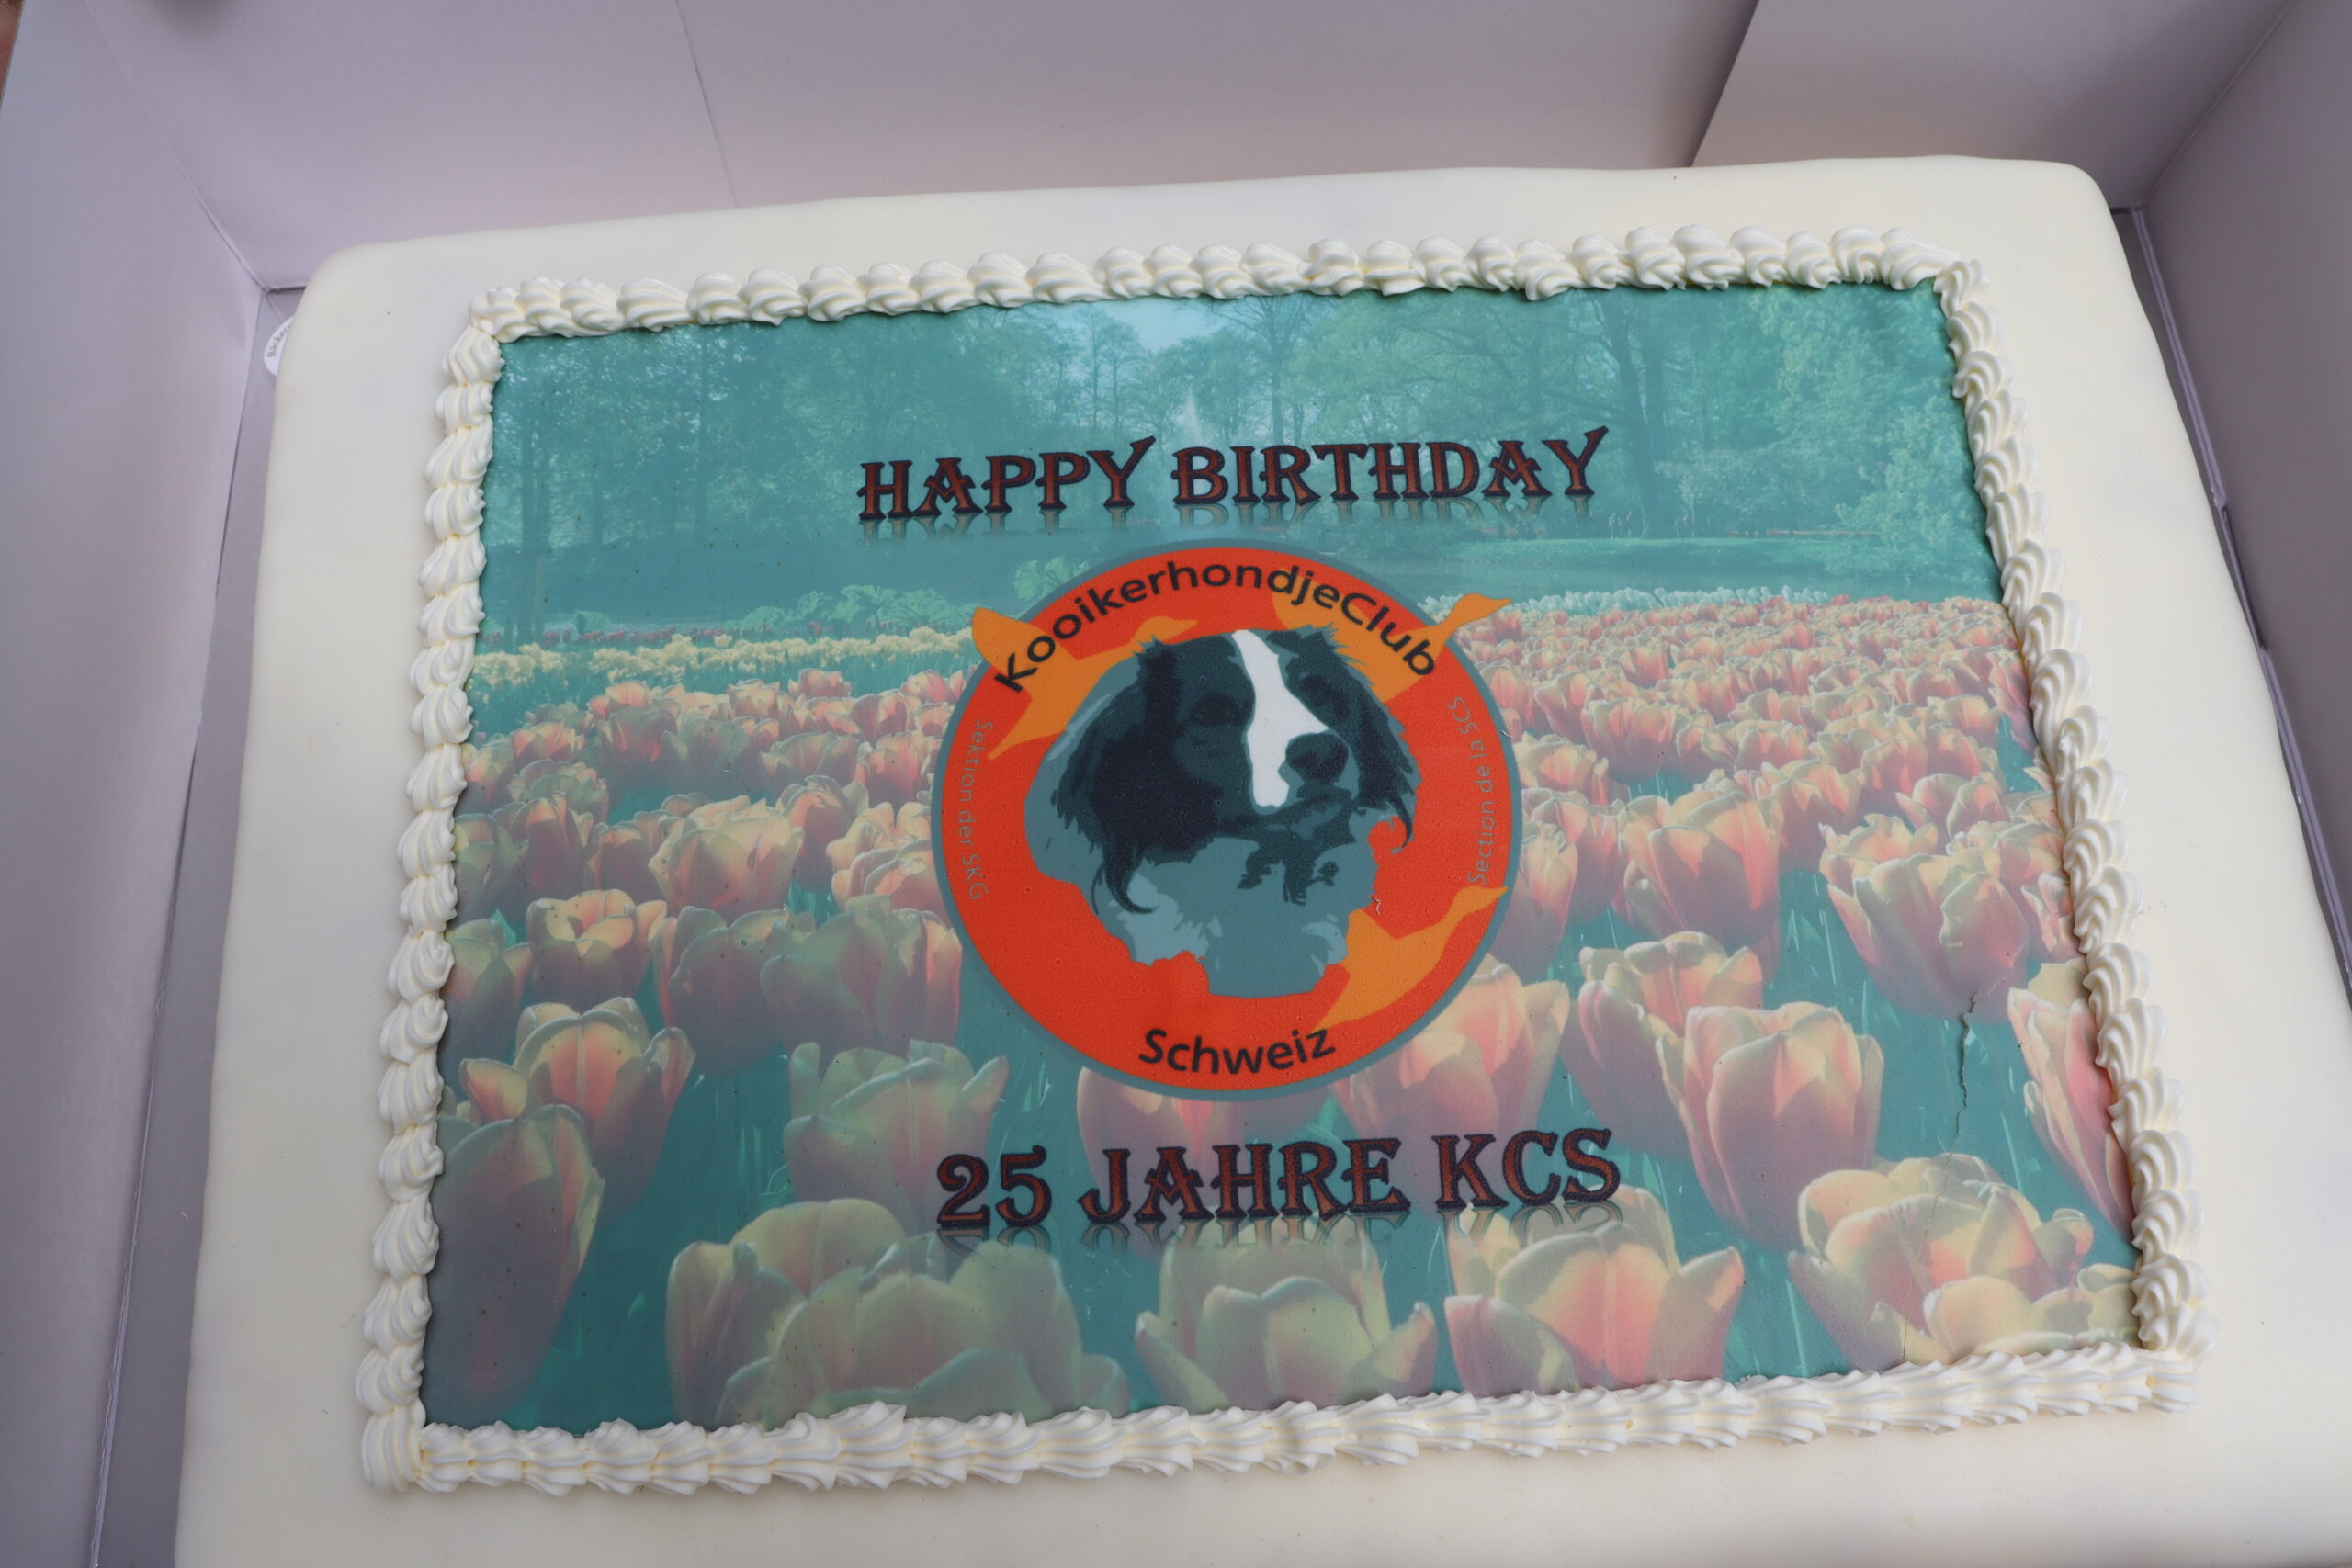 HAPPY BIRTHDAY
KooikerhondjeClub
Sektion der SKG
Section de la SCS
Schweiz
25 JAHRE KCS